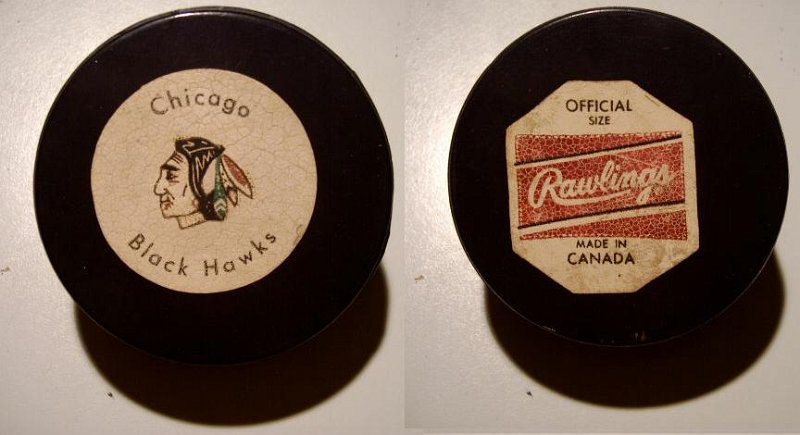 Chicago
Black Hawks
OFFICIAL
SIZE
Rawlings
MADE IN
CANADA